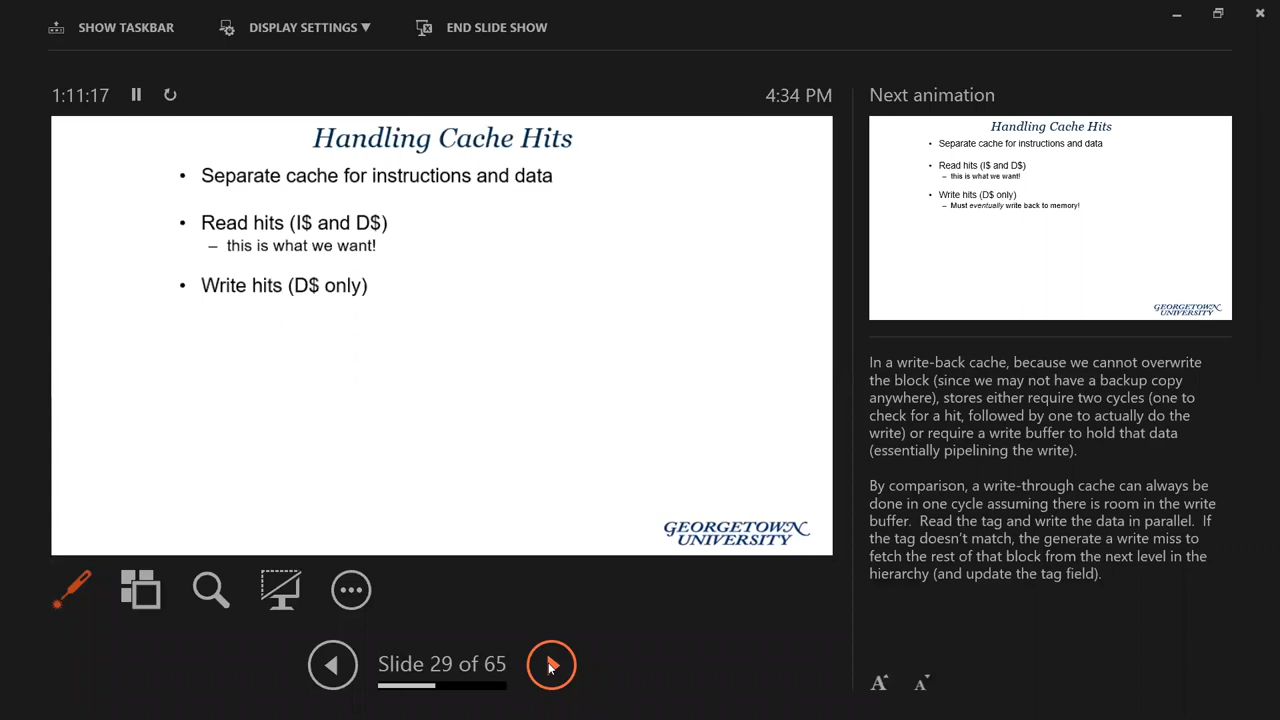 SHOW TASKBAR
DISPLAY SETTINGS ▼
END SLIDE SHOW
1:11:17
4:34 PM
Handling Cache Hits
• Separate cache for instructions and data
• Read hits (I$ and D$)
– this is what we want!
• Write hits (D$ only)
GEORGETOWN
UNIVERSITY
Slide 29 of 65
Next animation
Handling Cache Hits
• Separate cache for instructions and data
• Read hits (I$ and D$)
– this is what we want!
• Write hits (D$ only)
– Must eventually write back to memory!
GEORGETOWN
UNIVERSITY
In a write-back cache, because we cannot overwrite
the block (since we may not have a backup copy
anywhere), stores either require two cycles (one to
check for a hit, followed by one to actually do the
write) or require a write buffer to hold that data
(essentially pipelining the write).
By comparison, a write-through cache can always be
done in one cycle assuming there is room in the write
buffer. Read the tag and write the data in parallel. If
the tag doesn't match, the generate a write miss to
fetch the rest of that block from the next level in the
hierarchy (and update the tag field).
A A